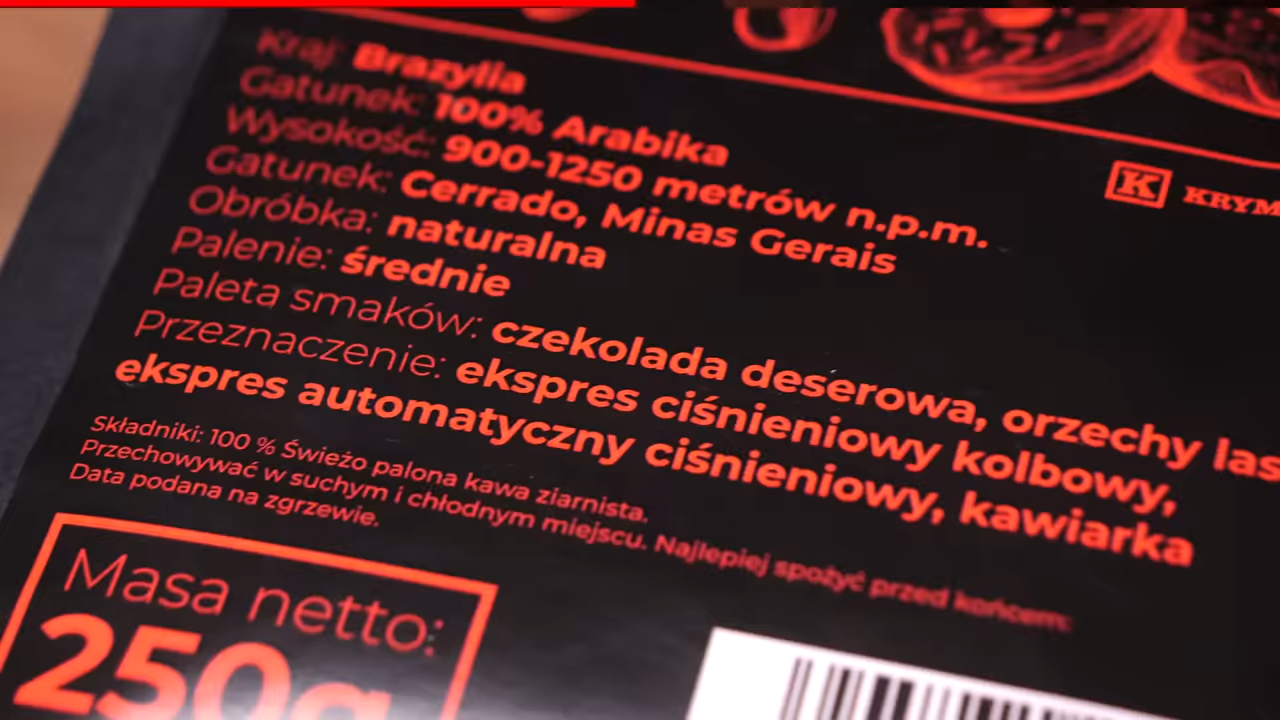 Kraj: Brazylia
Gatunek: 100% Arabika
Wysokość: 900-1250 metrów n.p.m.
Gatunek: Cerrado, Minas Gerais
Obróbka: naturalna
Palenie: średnie
Paleta smaków: czekolada deserowa, orzechy
Przeznaczenie: ekspres ciśnieniowy kolbowy,
ekspres automatyczny ciśnieniowy, kawiarka
K
Składniki: 100 % Świeżo palona kawa ziarnista.
Przechowywać w suchym i chłodnym miejscu. Najlepiej spożyć przed końcem:
Data podana na zgrzewie.
Masa netto:
250g